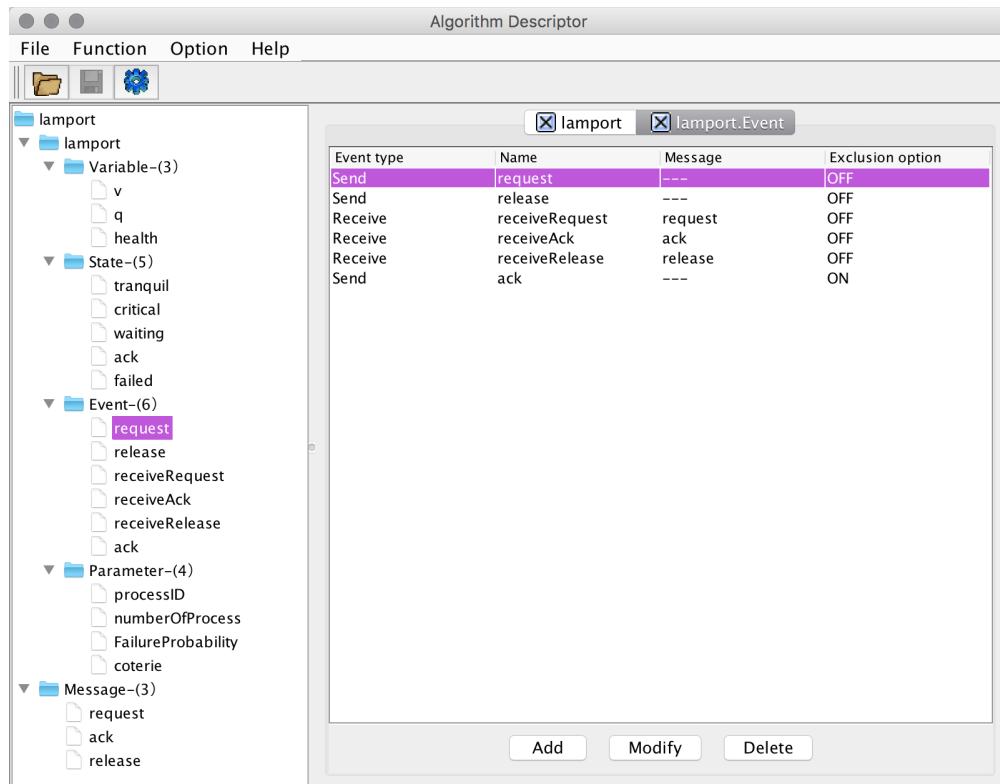 Algorithm Descriptor
File Function Option Help
lamport
lamport
Variable-(3)
v
q
health
State-(5)
tranquil
critical
waiting
ack
failed
Event-(6)
request
release
receiveRequest
receiveAck
receiveRelease
ack
Parameter-(4)
processID
numberOfProcess
FailureProbability
coterie
Message-(3)
request
ack
release
lamport lamport.Event
Event type Name Message Exclusion option
Send request --- OFF
Send release --- OFF
Receive receiveRequest request OFF
Receive receiveAck ack OFF
Receive receiveRelease release OFF
Send ack --- ON
Add Modify Delete